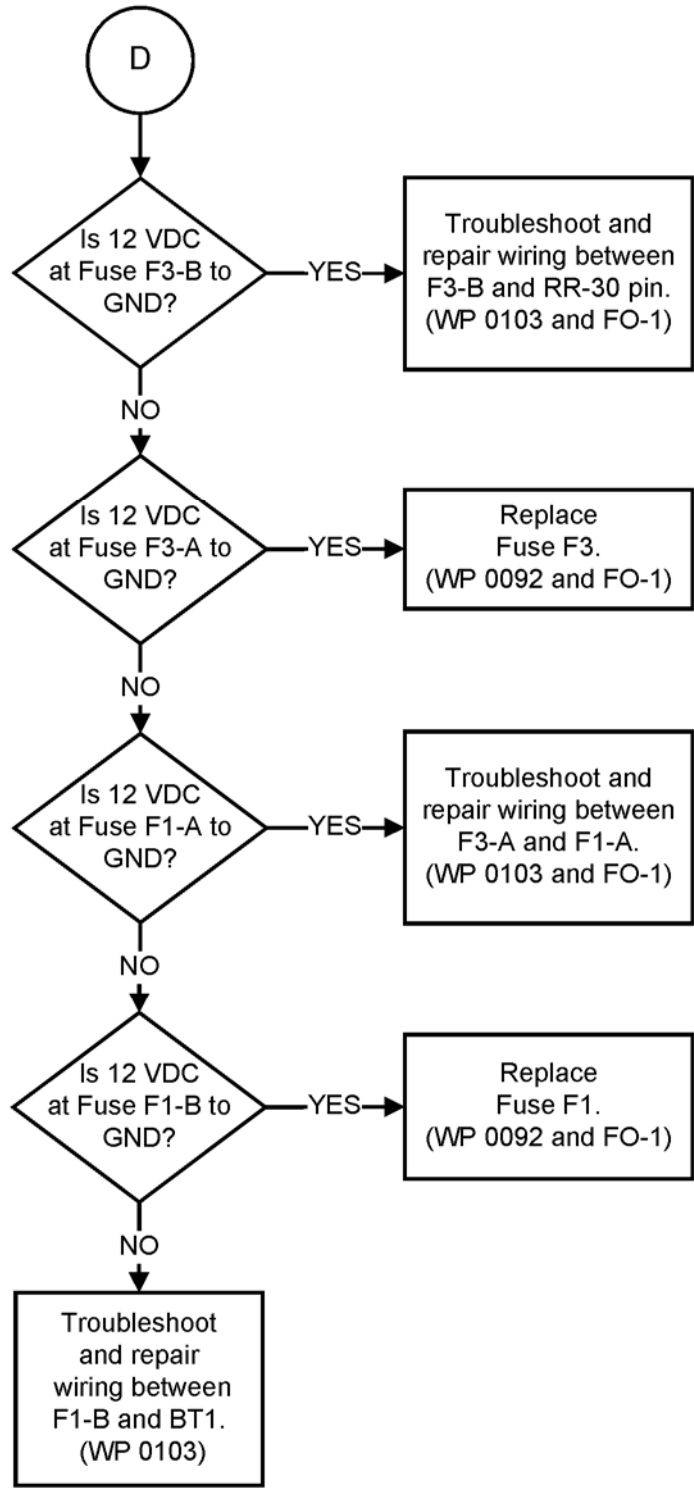 D
Is 12 VDC
at Fuse F3-B to
GND?
YES
Troubleshoot and
repair wiring between
F3-B and RR-30 pin.
(WP 0103 and FO-1)
NO
Is 12 VDC
at Fuse F3-A to
GND?
YES
Replace
Fuse F3.
(WP 0092 and FO-1)
NO
Is 12 VDC
at Fuse F1-A to
GND?
YES
Troubleshoot and
repair wiring between
F3-A and F1-A.
(WP 0103 and FO-1)
NO
Is 12 VDC
at Fuse F1-B to
GND?
YES
Replace
Fuse F1.
(WP 0092 and FO-1)
NO
Troubleshoot
and repair
wiring between
F1-B and BT1.
(WP 0103)